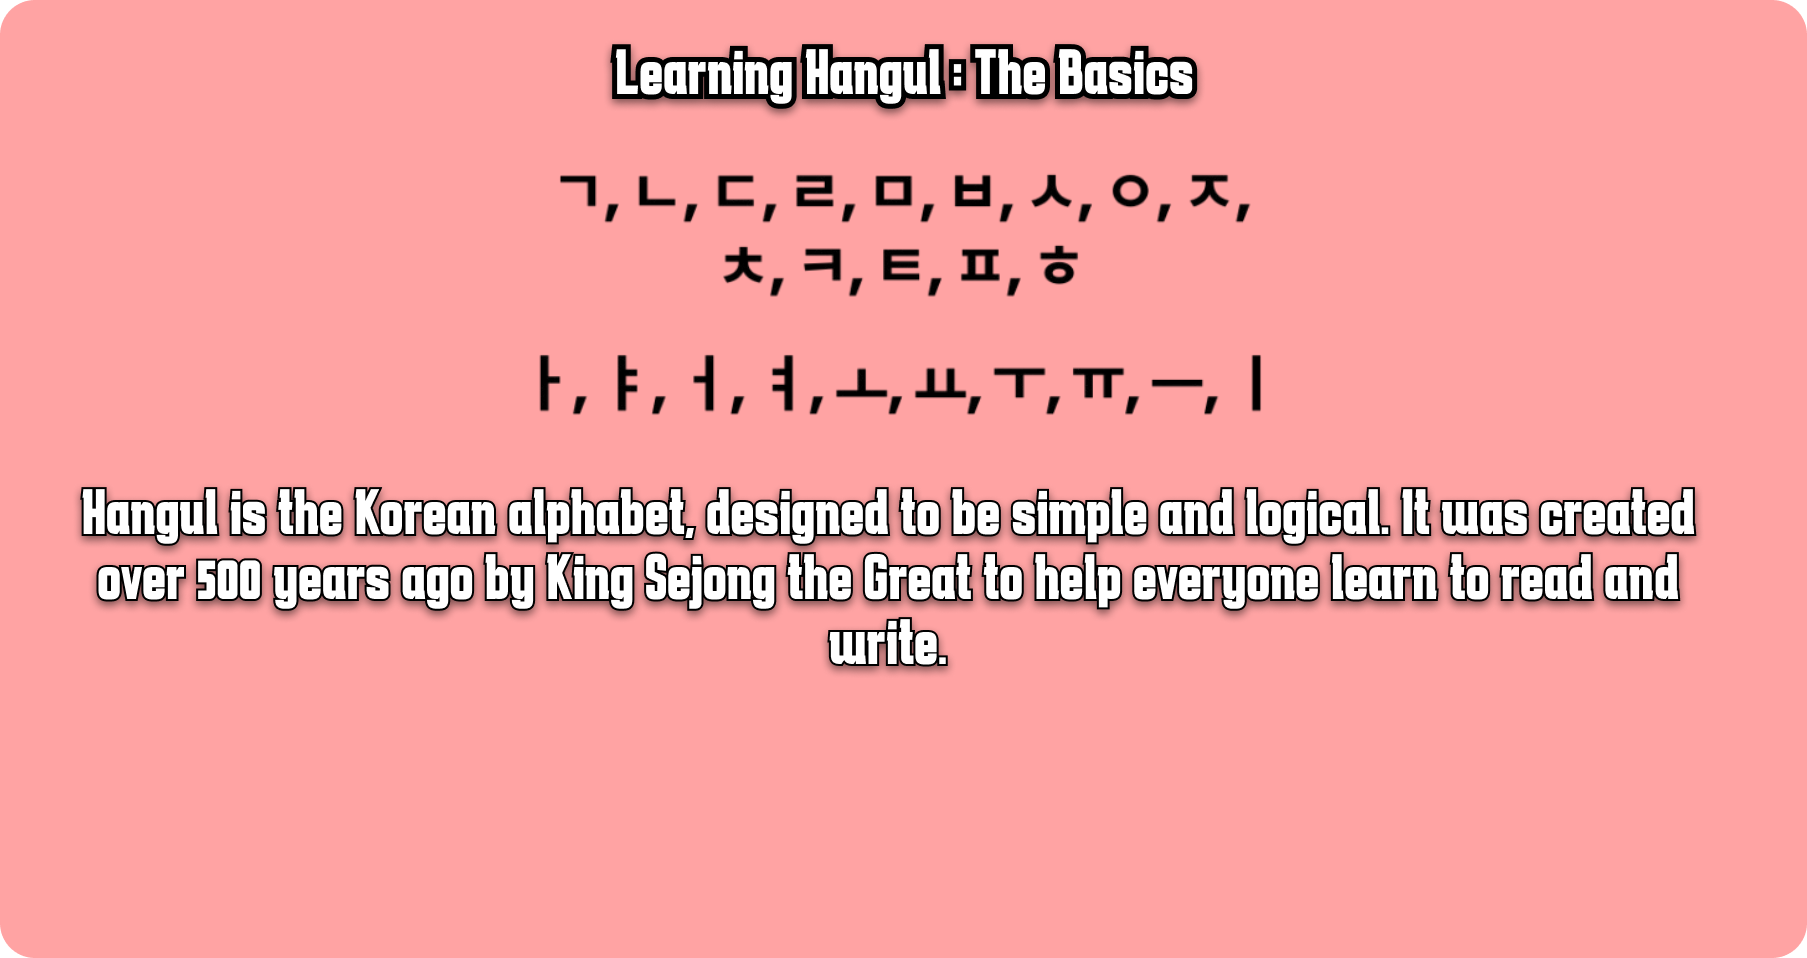 Learning Hangul : The Basics
ㄱ, ㄴ, ㄷ, ㄹ, ㅁ, ㅂ, ㅅ, ㅇ, ㅈ,
ㅊ, ㅋ, ㅌ, ㅍ, ㅎ
ㅏ, ㅑ, ㅓ, ㅕ, ㅗ, ㅛ, ㅜ, ㅠ, ㅡ, ㅣ
Hangul is the Korean alphabet, designed to be simple and logical. It was created
over 500 years ago by King Sejong the Great to help everyone learn to read and
write.